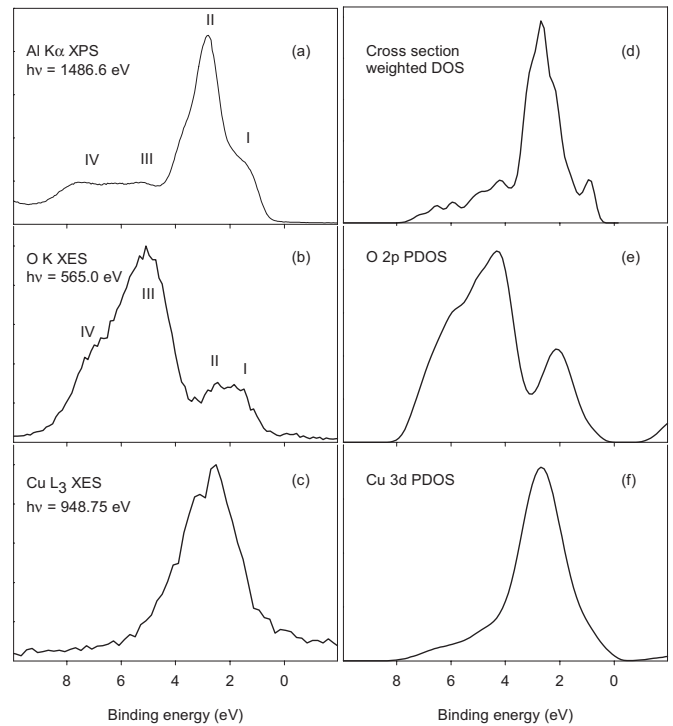 II
Al Kα XPS
(a)
hν = 1486.6 eV
I
IV
III
Cross section
(d)
weighted DOS
O K XES
(b)
hν = 565.0 eV
III
IV
II
I
O 2p PDOS
(e)
Cu L3 XES
(c)
hν = 948.75 eV
Cu 3d PDOS
(f)
8 6 4 2 0
8 6 4 2 0
Binding energy (eV)
Binding energy (eV)